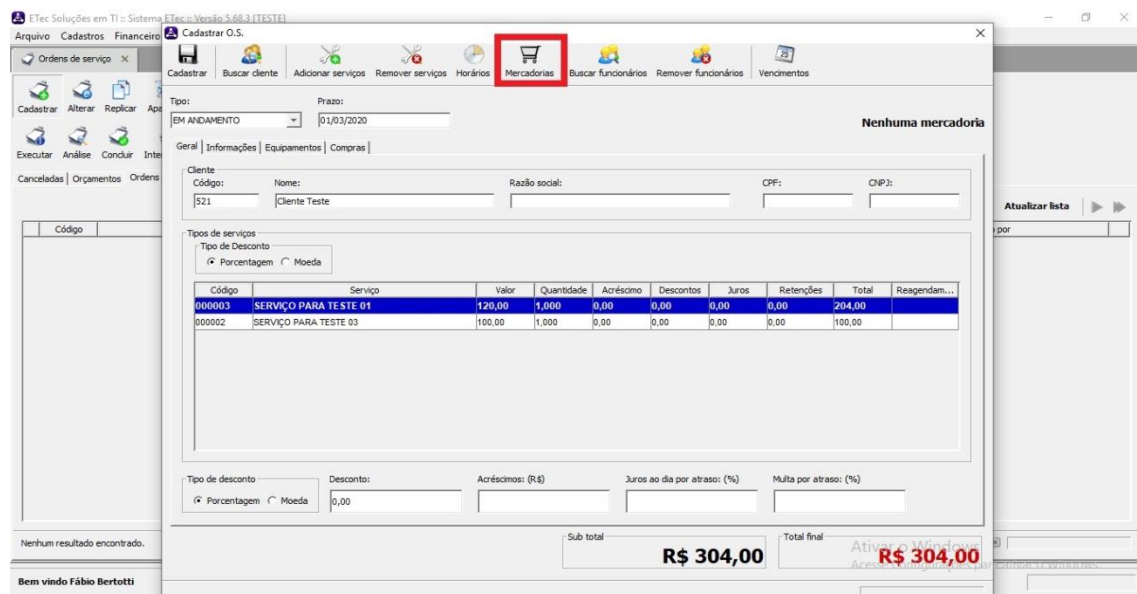 ETec Soluções em TI :: Sistema ETec :: Versão 5.68.3 [TESTE]
Arquivo Cadastros Financeiro
Ordens de serviço
Cadastrar Alterar Replicar
Executar Análise Concluir
Canceladas Orçamentos Ordens
Código
Nenhum resultado encontrado.
Bem vindo Fábio Bertotti
Cadastrar O.S.
Cadastrar Buscar cliente Adicionar serviços Remover serviços Horários Mercadorias Buscar funcionários Remover funcionários Vencimentos
Tipo: Prazo:
EM ANDAMENTO 01/03/2020
Nenhuma mercadoria
Geral Informações Equipamentos Compras
Cliente
Código: Nome: Razão social: CPF: CNPJ:
521 Cliente Teste
Tipos de serviços
Tipo de Desconto
Porcentagem Moeda
Código Serviço Valor Quantidade Acréscimo Descontos Juros Retenções Total Reagendam...
000003 SERVIÇO PARA TESTE 01 120,00 1,000 0,00 0,00 0,00 0,00 204,00
000002 SERVIÇO PARA TESTE 03 100,00 1,000 0,00 0,00 0,00 0,00 100,00
Tipo de desconto Desconto: Acréscimos: (R$) Juros ao dia por atraso: (%) Multa por atraso: (%)
Porcentagem Moeda 0,00
Sub total Total final
R$ 304,00 R$ 304,00
Atualizar lista
por
Ativar o Windows